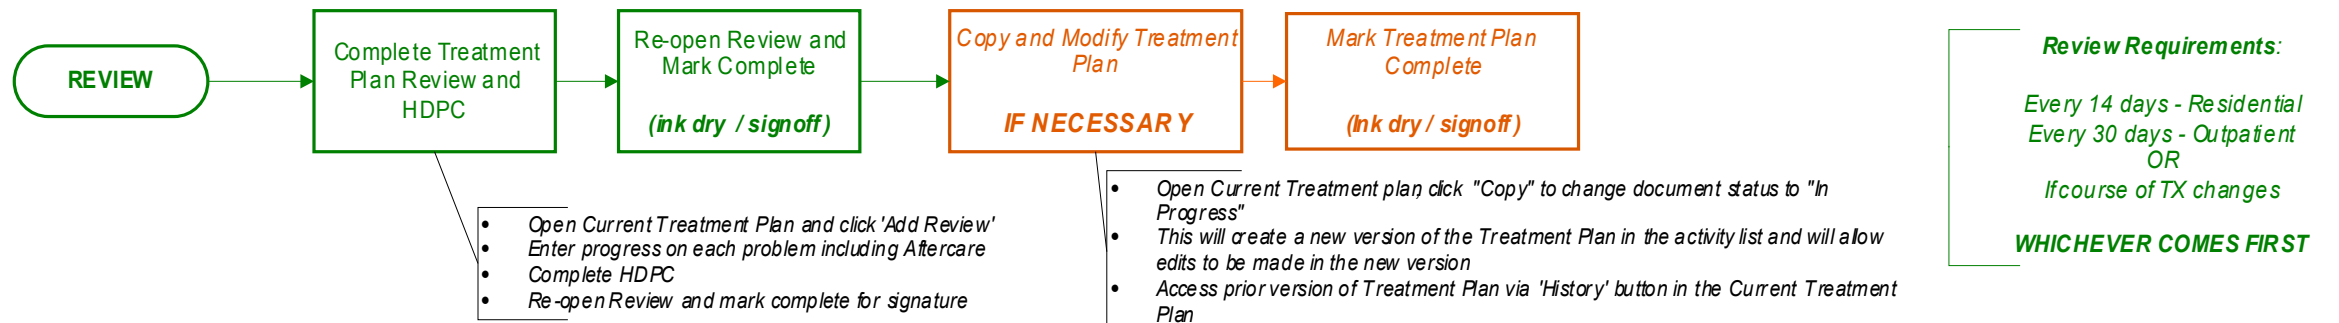 REVIEW
Complete Treatment
Plan Review and
HDPC
Re-open Review and
Mark Complete
(ink dry / signoff)
Copy and Modify Treatment
Plan
IF NECESSARY
Mark Treatment Plan
Complete
(Ink dry / signoff)
Review Requirements:
Every 14 days - Residential
Every 30 days - Outpatient
OR
If course of TX changes
WHICHEVER COMES FIRST
• Open Current Treatment Plan and click 'Add Review'
• Enter progress on each problem including Aftercare
• Complete HDPC
• Re-open Review and mark complete for signature
• Open Current Treatment plan, click "Copy" to change document status to "In
Progress"
• This will create a new version of the Treatment Plan in the activity list and will allow
edits to be made in the new version
• Access prior version of Treatment Plan via 'History' button in the Current Treatment
Plan